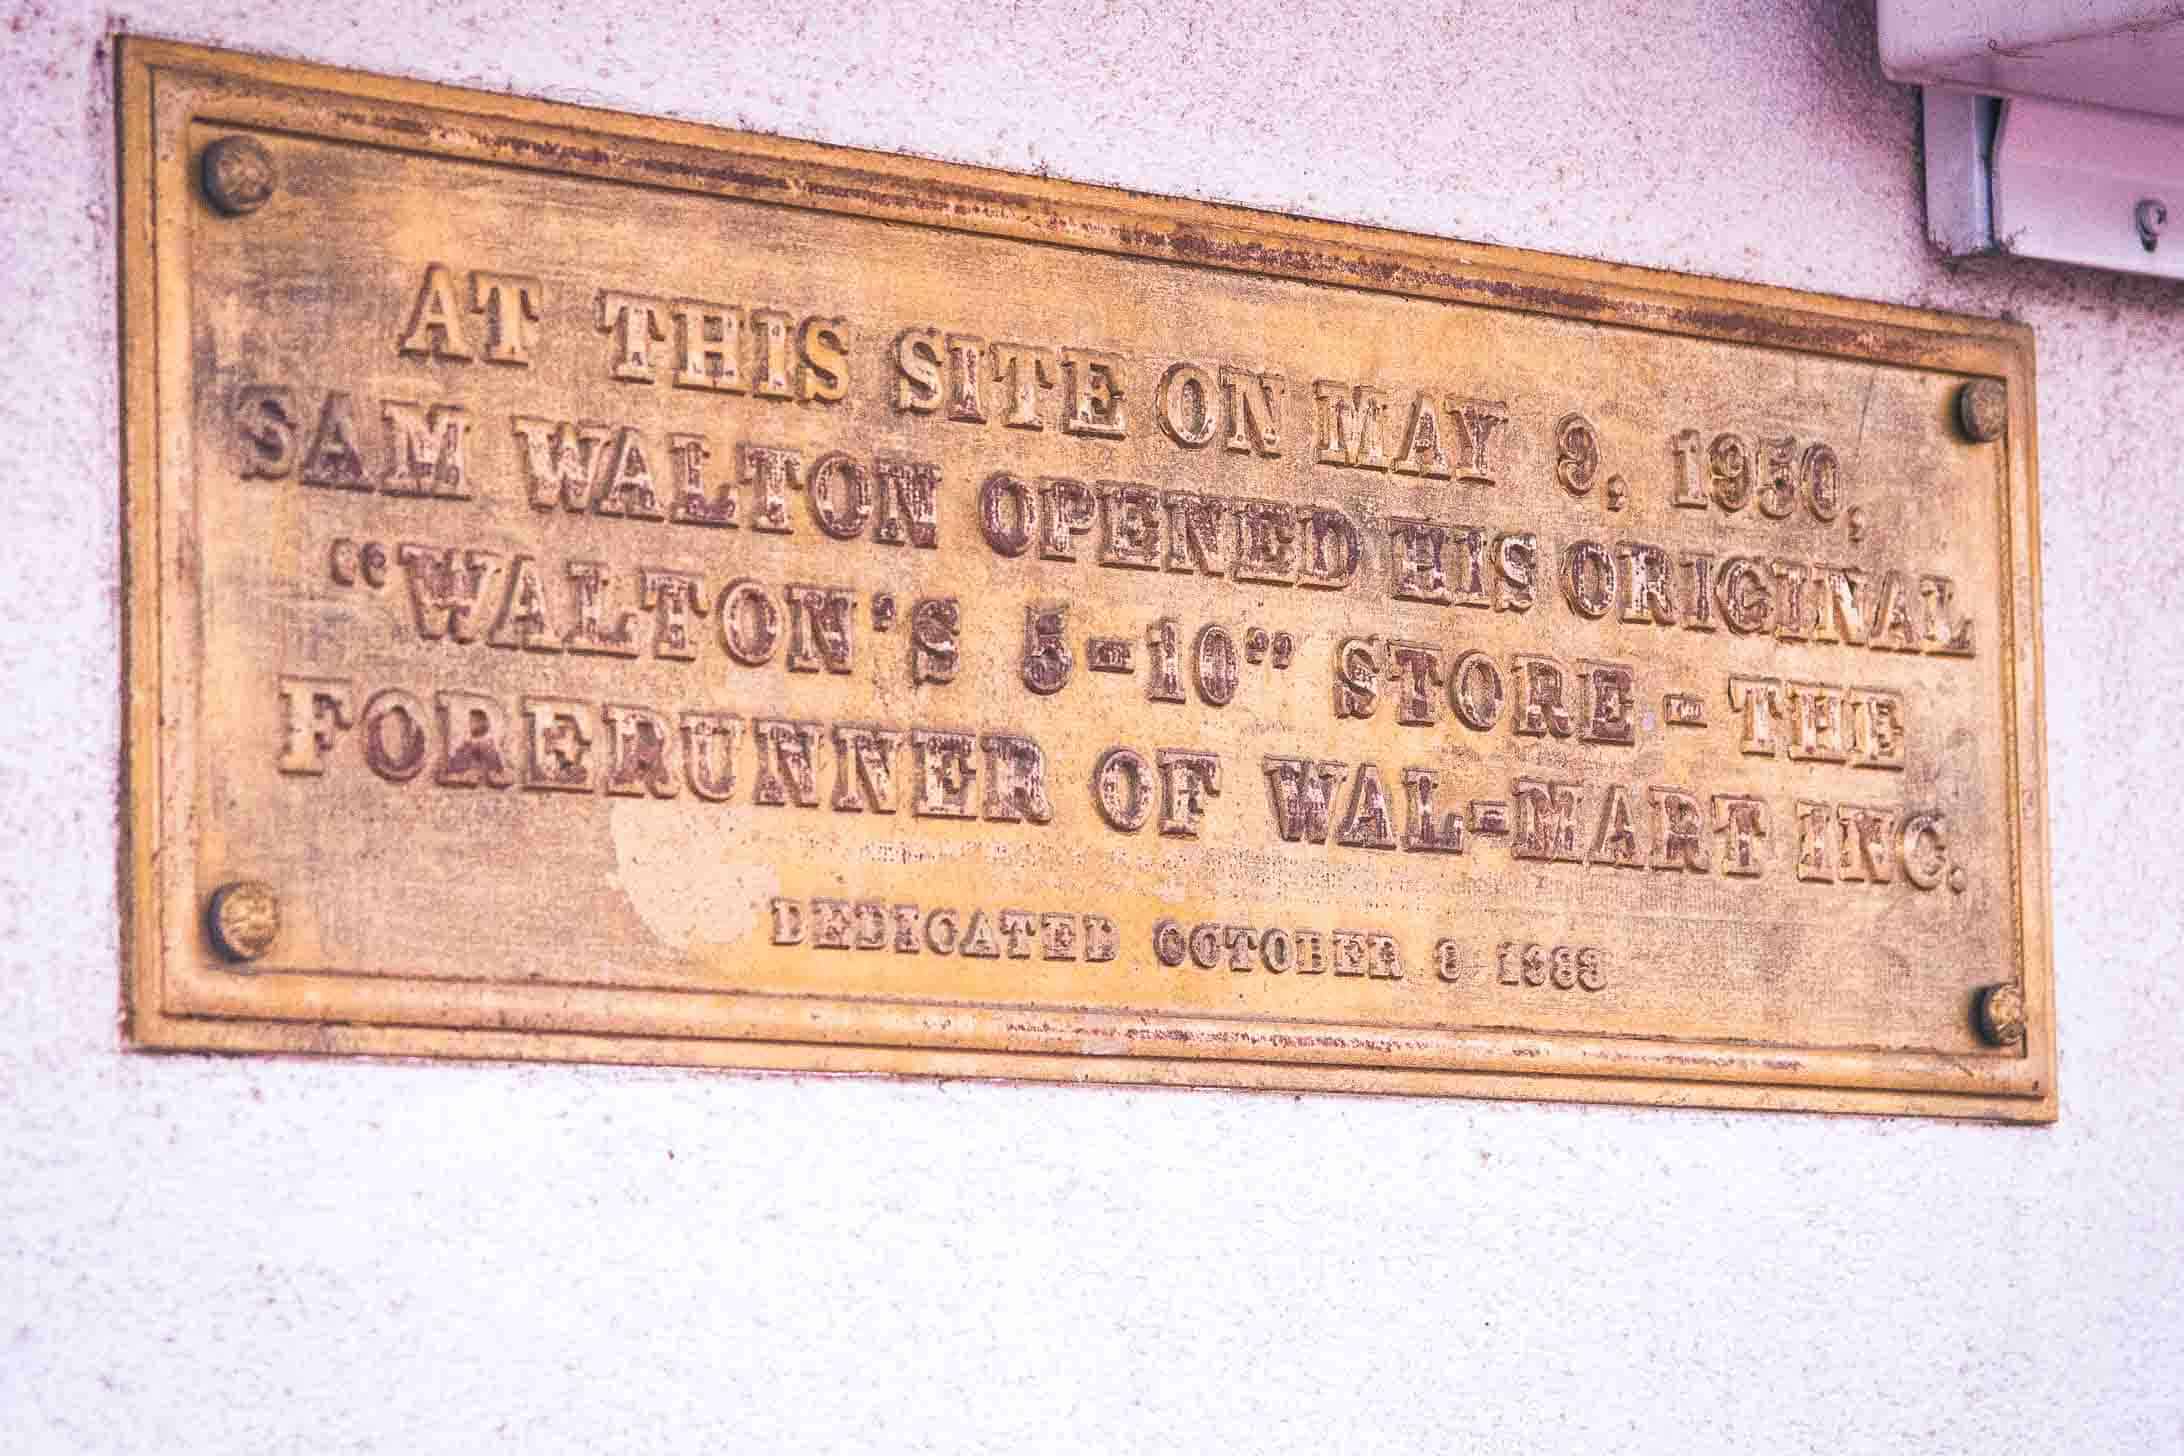 AT THIS SITE ON MAY 9, 1950,
SAM WALTON OPENED HIS ORIGINAL
“WALTON'S 5-10” STORE - THE
FORERUNNER OF WAL-MART INC.
DEDICATED OCTOBER 1983